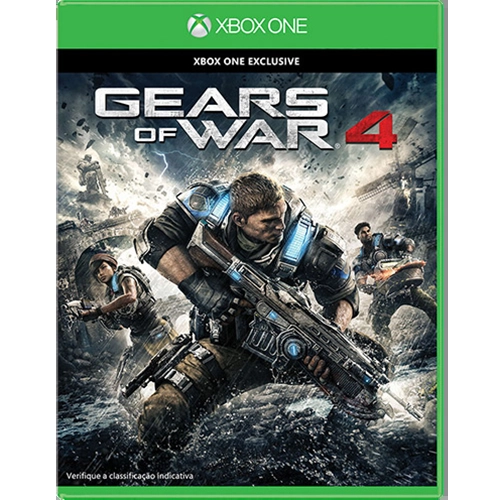 XBOX ONE
XBOX ONE EXCLUSIVE
GEARS
OF WAR® 4
Verifique a classificação indicativa